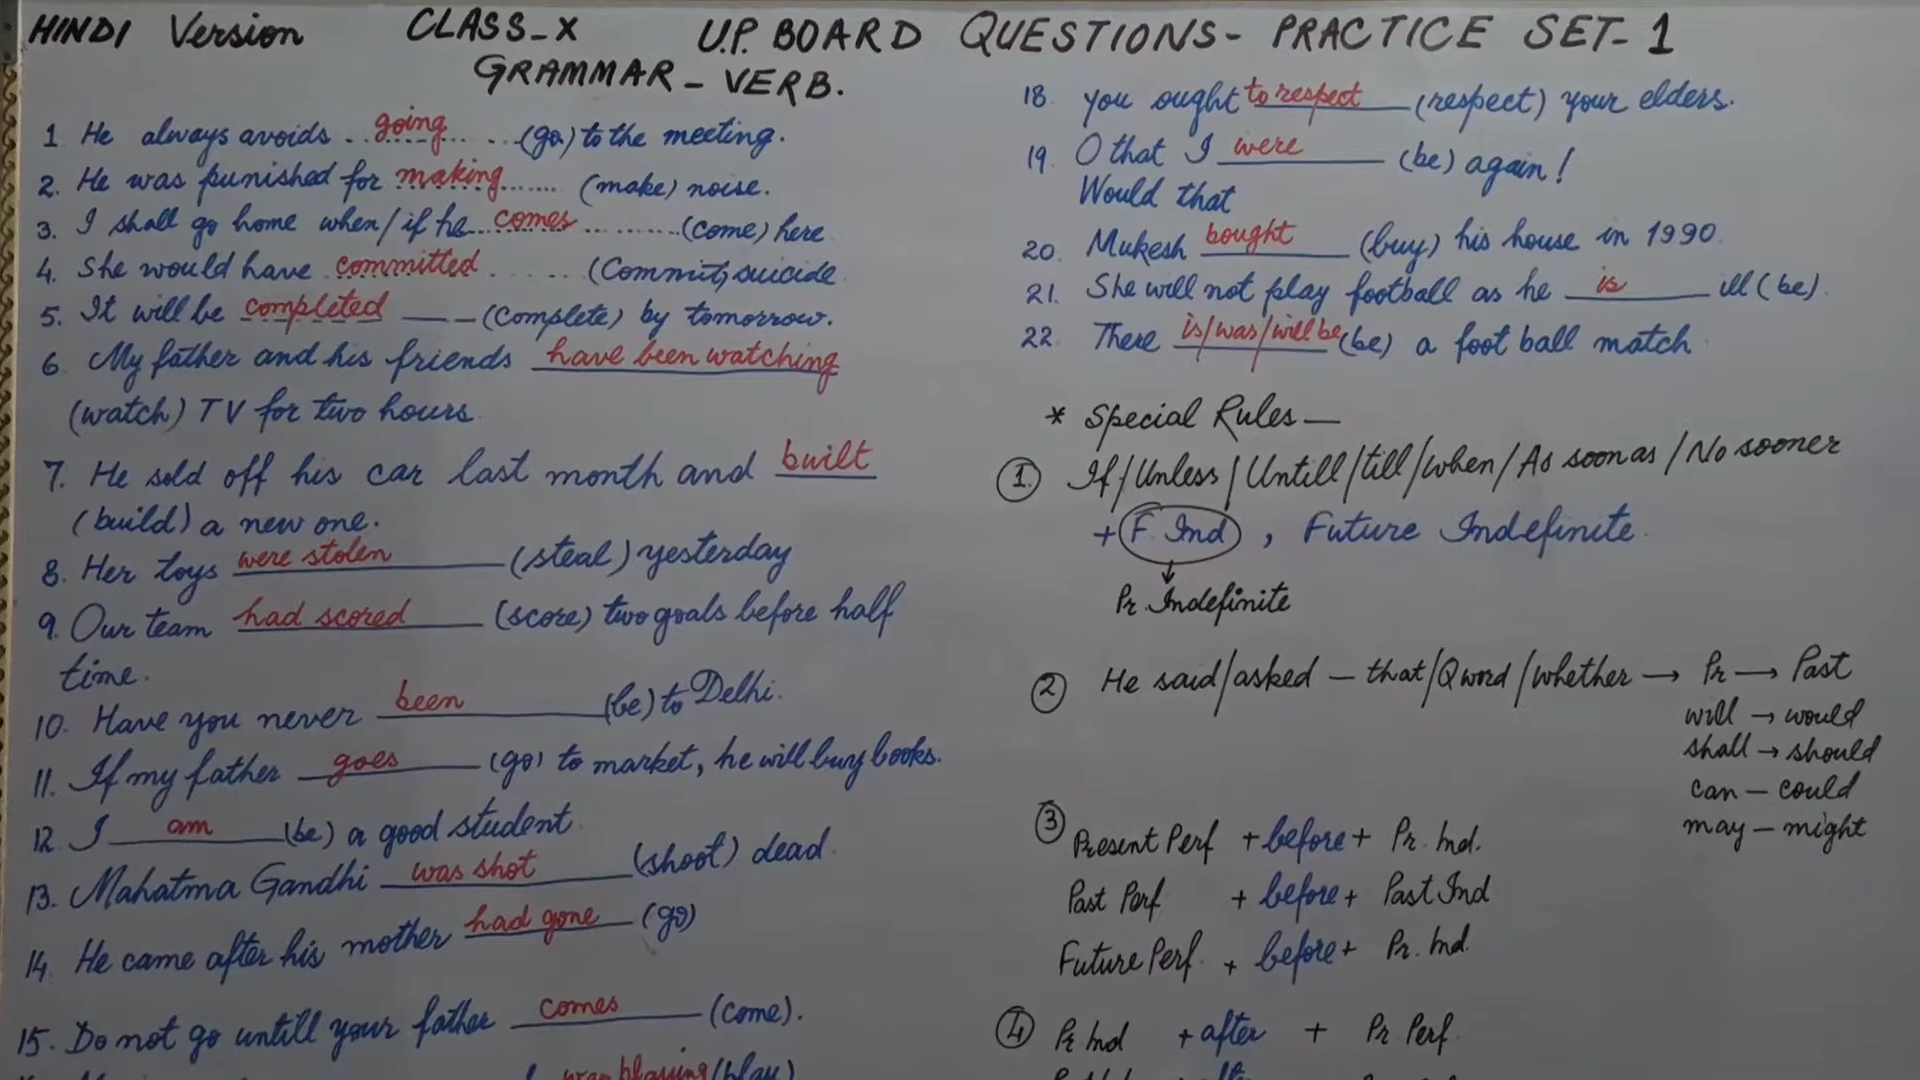 HINDI Version CLASS-X U.P. BOARD QUESTIONS- PRACTICE SET-1
GRAMMAR - VERB.
1 He always avoids going (go) to the meeting.
2. He was punished for making (make) noise.
3. I shall go home when/if he comes (come) here
4. She would have committed (Commit) suicide
5. It will be completed (Complete) by tomorrow.
6 My father and his friends have been watching
(watch) TV for two hours
7. He sold off his car last month and built
(build) a new one.
8. Her toys were stolen (steal) yesterday
9. Our team had scored (score) two goals before half
time.
10. Have you never been (be) to Delhi.
11. If my father goes (go) to market, he will buy books.
12 I am (be) a good student
13. Mahatma Gandhi was shot (shoot) dead
14. He came after his mother had gone (go)
15. Do not go untill your father comes (come).
was playing (play)
18. you ought to respect (respect) your elders.
19. O that I were (be) again!
Would that
20. Mukesh bought (buy) his house in 1990
21. She will not play football as he is ill (be)
22 There is/was/will be (be) a foot ball match
* Special Rules —
1. If/Unless/Untill/till/when/As soon as/No sooner
+ F. Ind, Future Indefinite.
↓
Pr. Indefinite
2 He said/asked — that/Q word/whether → Pr → Past
will → would
shall → should
can — could
may — might
3 Present Perf + before + Pr. Ind.
Past Perf + before + Past Ind
Future Perf + before + Pr. Ind.
4 Pr Ind + after + Pr Perf